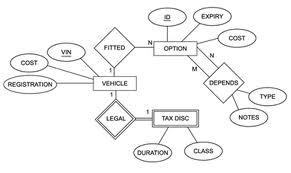 ID
EXPIRY
COST
FITTED
N
OPTION
VIN
COST
1
M
N
REGISTRATION
VEHICLE
DEPENDS
1
TYPE
LEGAL
1
TAX DISC
NOTES
DURATION
CLASS